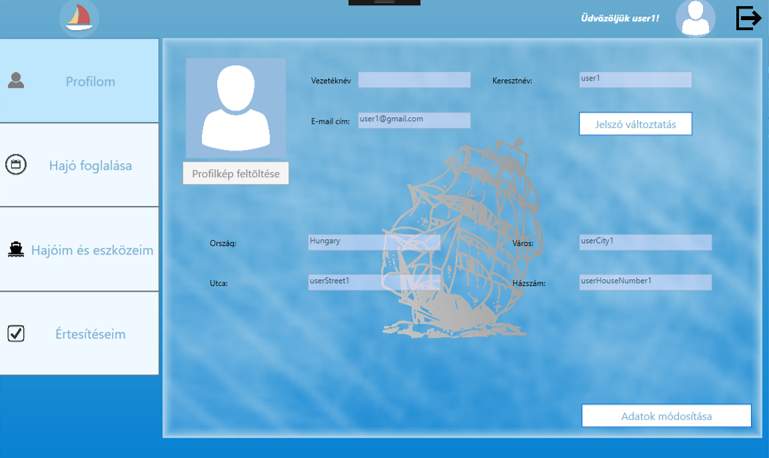 Üdvözöljük user1!
Profilom
Hajó foglalása
Hajóim és eszközeim
Értesítéseim
Vezetéknév
Keresztnév: user1
E-mail cím: user1@gmail.com
Jelszó változtatás
Profilkép feltöltése
Ország: Hungary
Város: userCity1
Utca: userStreet1
Házszám: userHouseNumber1
Adatok módosítása